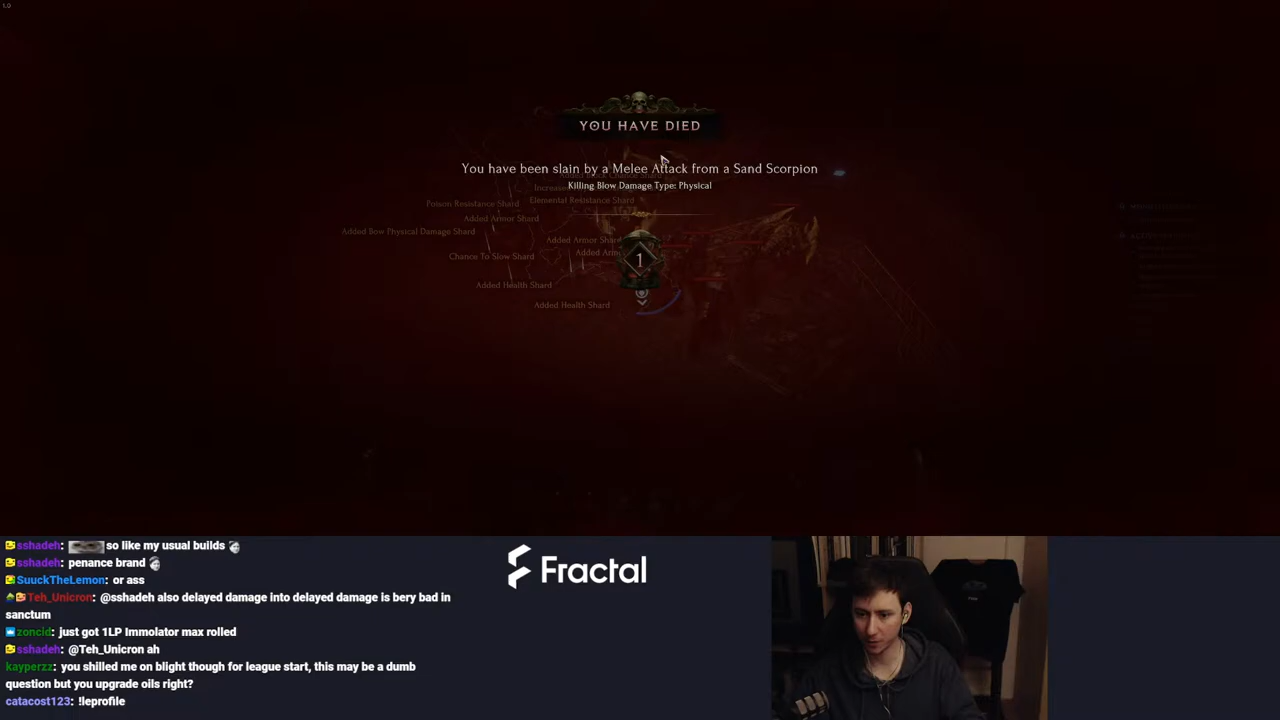 1.0
YOU HAVE DIED
You have been slain by a Melee Attack from a Sand Scorpion
Killing Blow Damage Type: Physical
Elemental Resistance Shard
Poison Resistance Shard
Added Armor Shard
Added Bow Physical Damage Shard
Added Armor Shard
Added
Chance To Slow Shard
1
Added Health Shard
Added Health Shard
sshadeh: so like my usual builds
sshadeh: penance brand
SuuckTheLemon: or ass
Teh_Unicron: @sshadeh also delayed damage into delayed damage is bery bad in
sanctum
zoncid: just got 1LP Immolator max rolled
sshadeh: @Teh_Unicron ah
kayperzz: you shilled me on blight though for league start, this may be a dumb
question but you upgrade oils right?
catacost123: !leprofile
Fractal